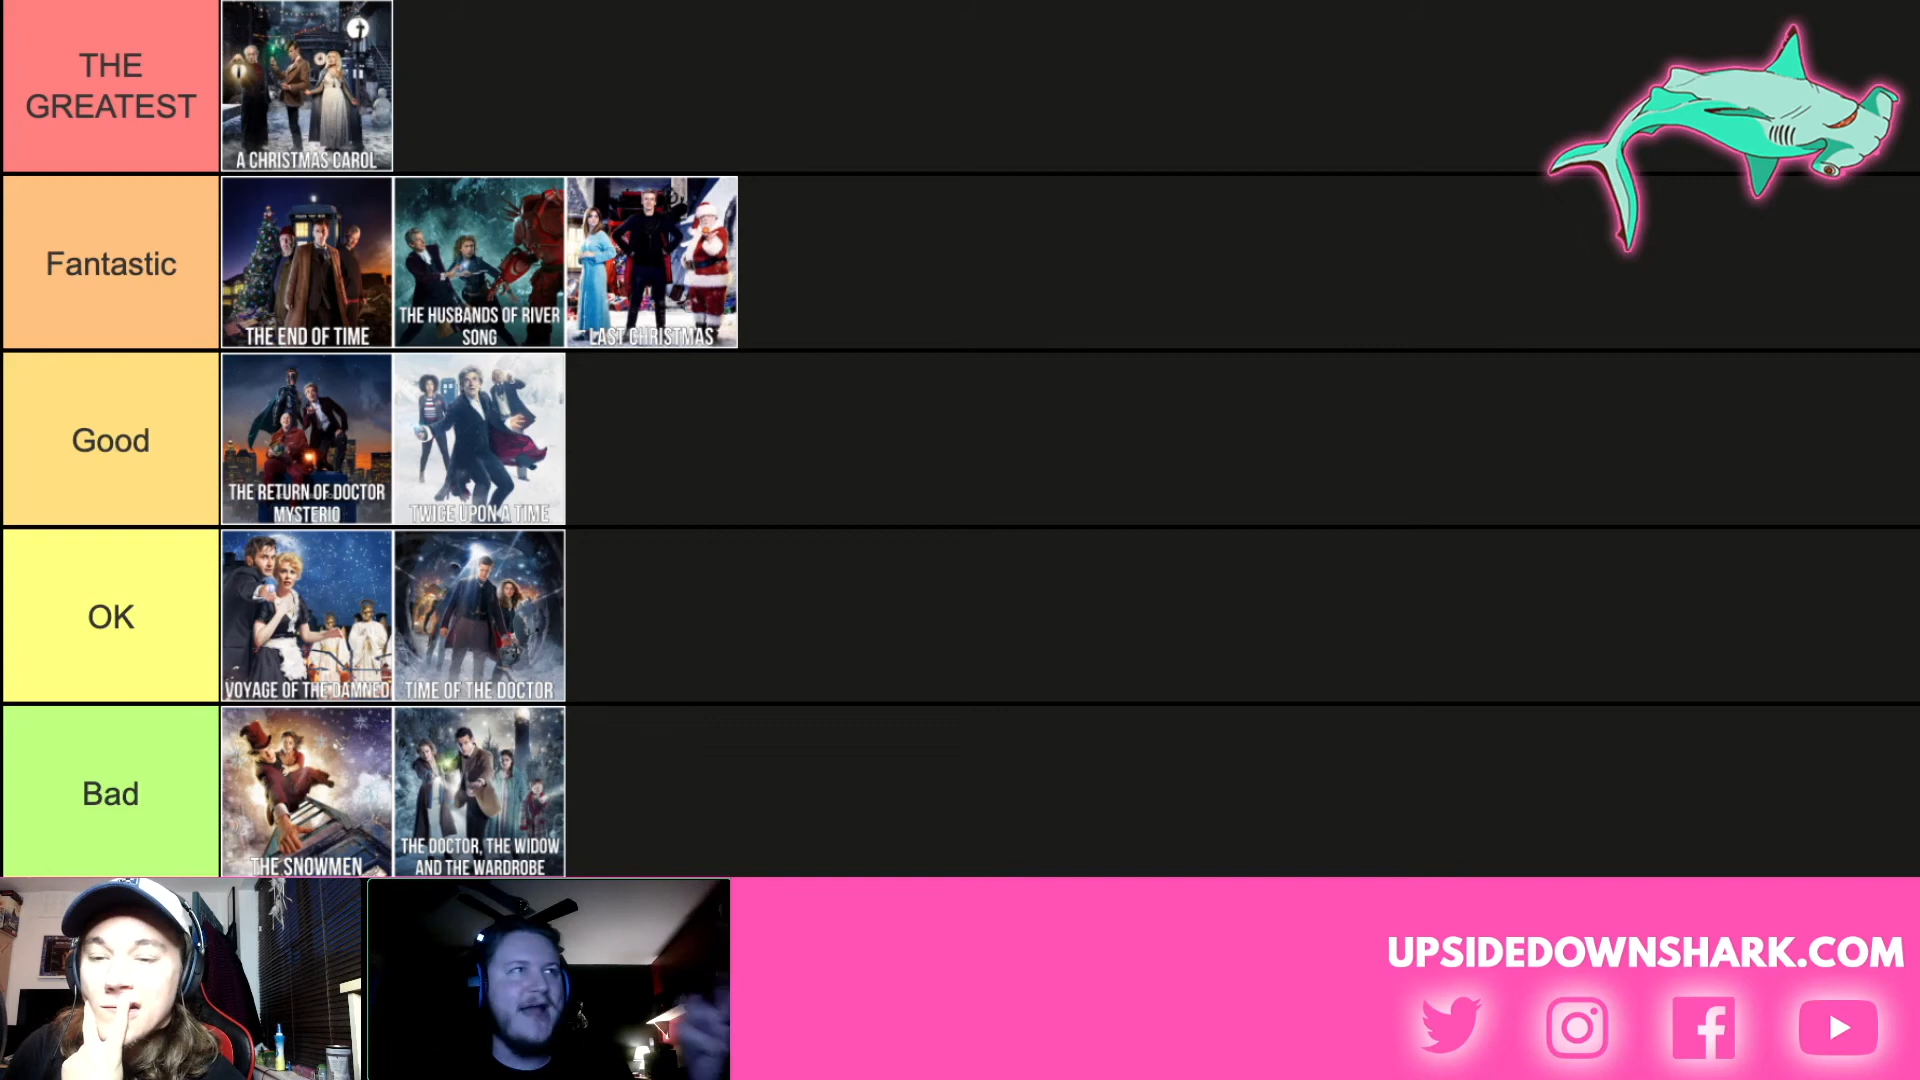 THE
GREATEST
A CHRISTMAS CAROL
Fantastic
THE END OF TIME
THE HUSBANDS OF RIVER
SONG
LAST CHRISTMAS
Good
THE RETURN OF DOCTOR
MYSTERIO
TWICE UPON A TIME
OK
VOYAGE OF THE DAMNED
TIME OF THE DOCTOR
Bad
THE SNOWMEN
THE DOCTOR, THE WIDOW
AND THE WARDROBE
UPSIDEDOWNSHARK.COM